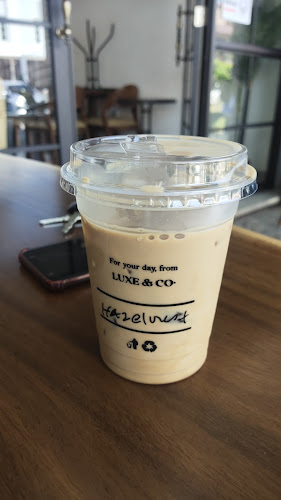 For your day, from
LUXE & CO.
Hazelnut